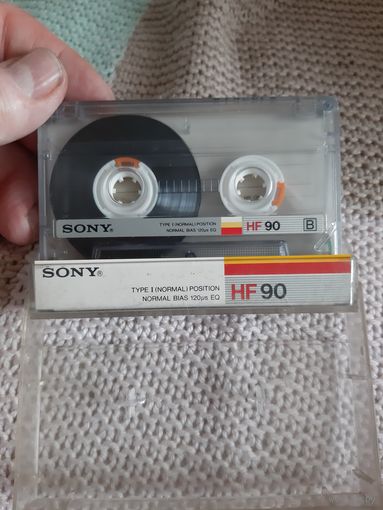 SONY®
TYPE I (NORMAL) POSITION
NORMAL BIAS 120µs EQ
HF 90
B
SONY®
TYPE I (NORMAL) POSITION
NORMAL BIAS 120µs EQ
HF 90